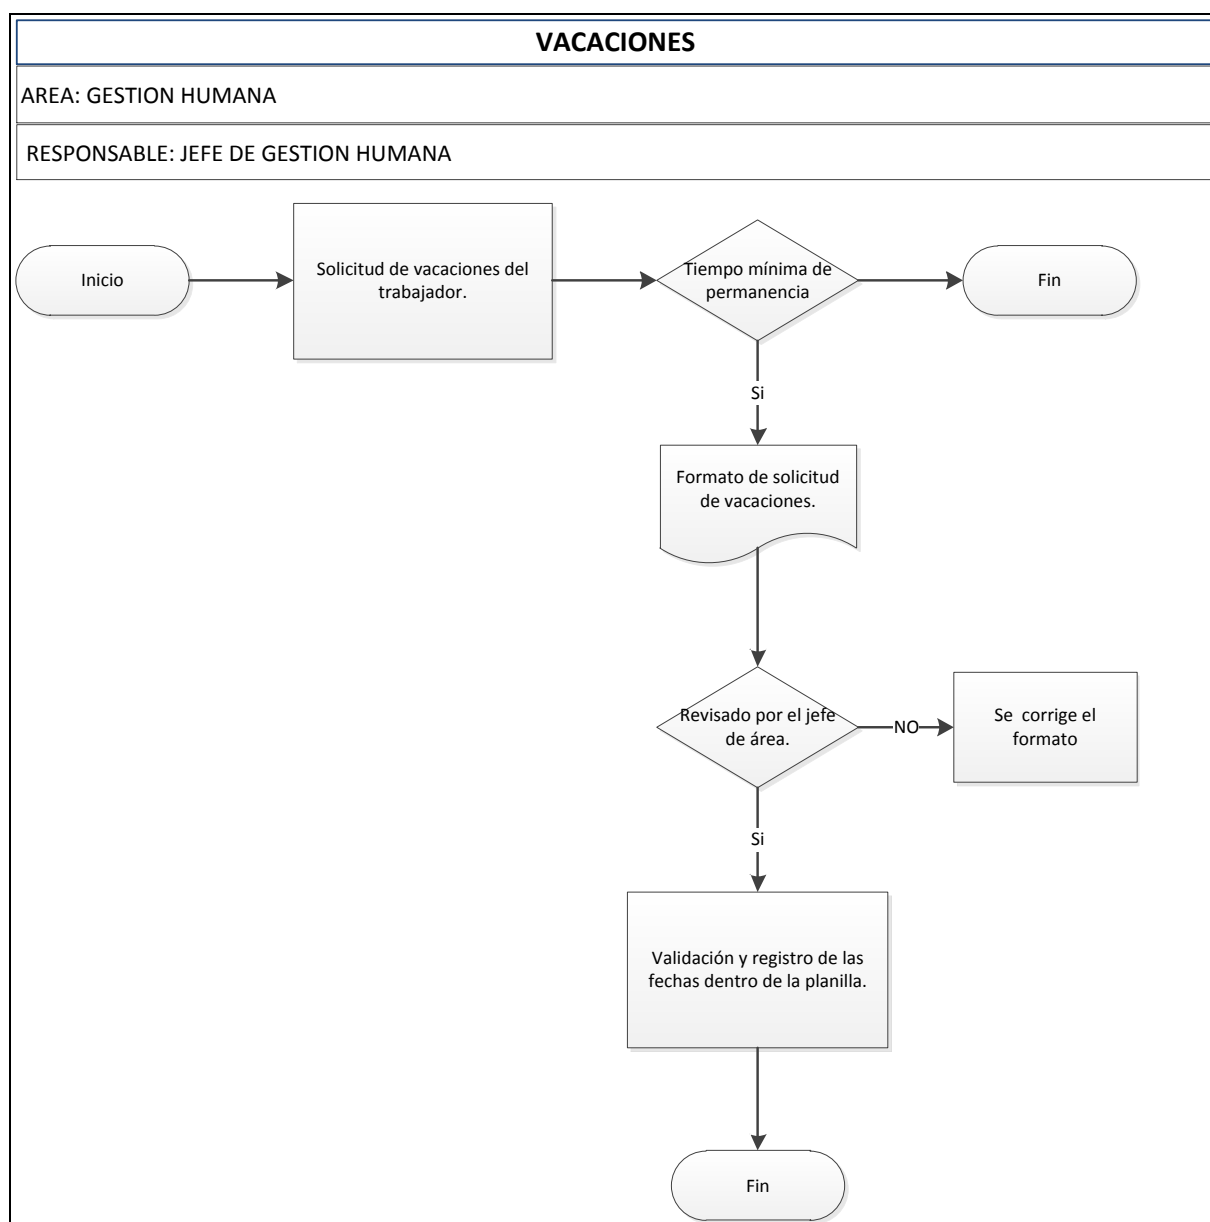 VACACIONES
AREA: GESTION HUMANA
RESPONSABLE: JEFE DE GESTION HUMANA
Inicio
Solicitud de vacaciones del
trabajador.
Tiempo mínima de
permanencia
Fin
Si
Formato de solicitud
de vacaciones.
Revisado por el jefe
de área.
NO
Se corrige el
formato
Si
Validación y registro de las
fechas dentro de la planilla.
Fin